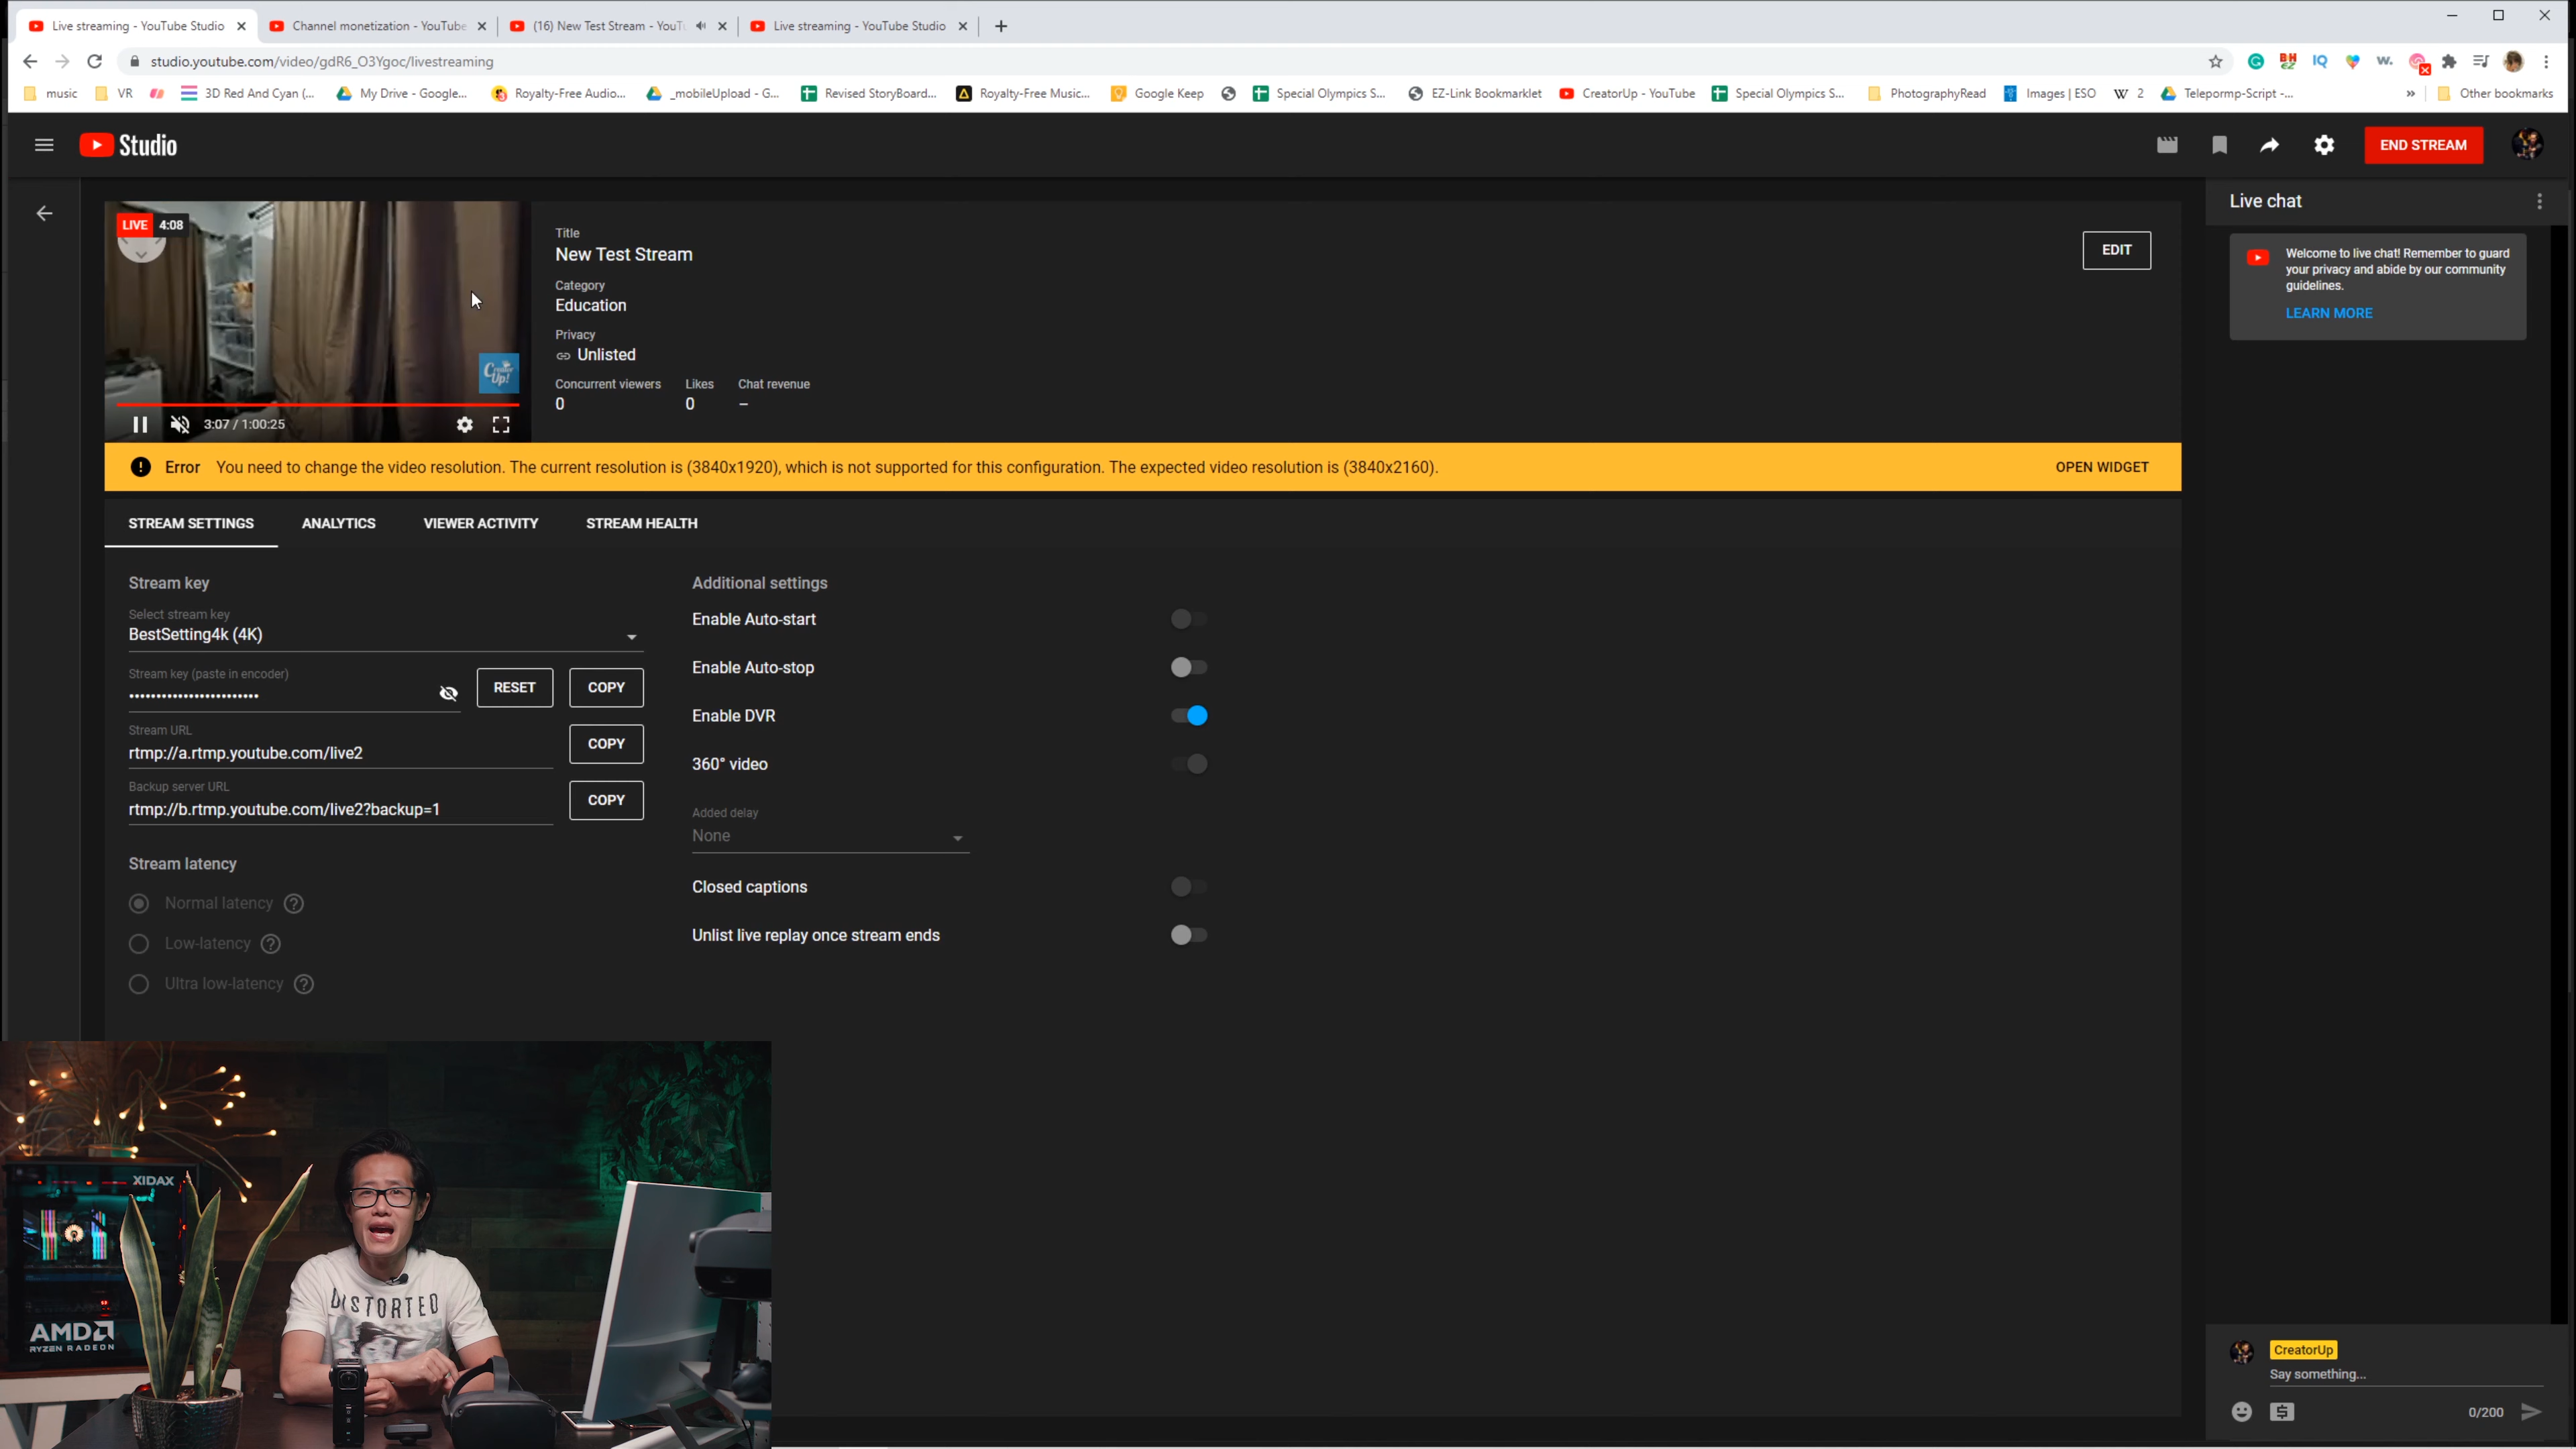 Live streaming - YouTube Studio
Channel monetization - YouTube
(16) New Test Stream - YouTu
Live streaming - YouTube Studio
studio.youtube.com/video/gdR6_O3Ygoc/livestreaming
BH
EZ
IQ
w.
music
VR
3D Red And Cyan (...
My Drive - Google...
Royalty-Free Audio...
_mobileUpload - G...
Revised StoryBoard...
Royalty-Free Music...
Google Keep
Special Olympics S...
EZ-Link Bookmarklet
CreatorUp - YouTube
Special Olympics S...
PhotographyRead
Images | ESO
W 2
Telepormp-Script -...
»
Other bookmarks
Studio
END STREAM
LIVE 4:08
Creator
Up!
3:07 / 1:00:25
Title
New Test Stream
Category
Education
Privacy
Unlisted
Concurrent viewers Likes Chat revenue
0 0 –
EDIT
Live chat
Welcome to live chat! Remember to guard
your privacy and abide by our community
guidelines.
LEARN MORE
Error You need to change the video resolution. The current resolution is (3840x1920), which is not supported for this configuration. The expected video resolution is (3840x2160).
OPEN WIDGET
STREAM SETTINGS ANALYTICS VIEWER ACTIVITY STREAM HEALTH
Stream key
Select stream key
BestSetting4k (4K)
Stream key (paste in encoder)
••••••••••••••••••••••••
RESET COPY
Stream URL
rtmp://a.rtmp.youtube.com/live2
COPY
Backup server URL
rtmp://b.rtmp.youtube.com/live2?backup=1
COPY
Stream latency
Normal latency
Low-latency
Ultra low-latency
Additional settings
Enable Auto-start
Enable Auto-stop
Enable DVR
360° video
Added delay
None
Closed captions
Unlist live replay once stream ends
XIDAX
DISTORTED
AMD
RYZEN RADEON
CreatorUp
Say something...
0/200